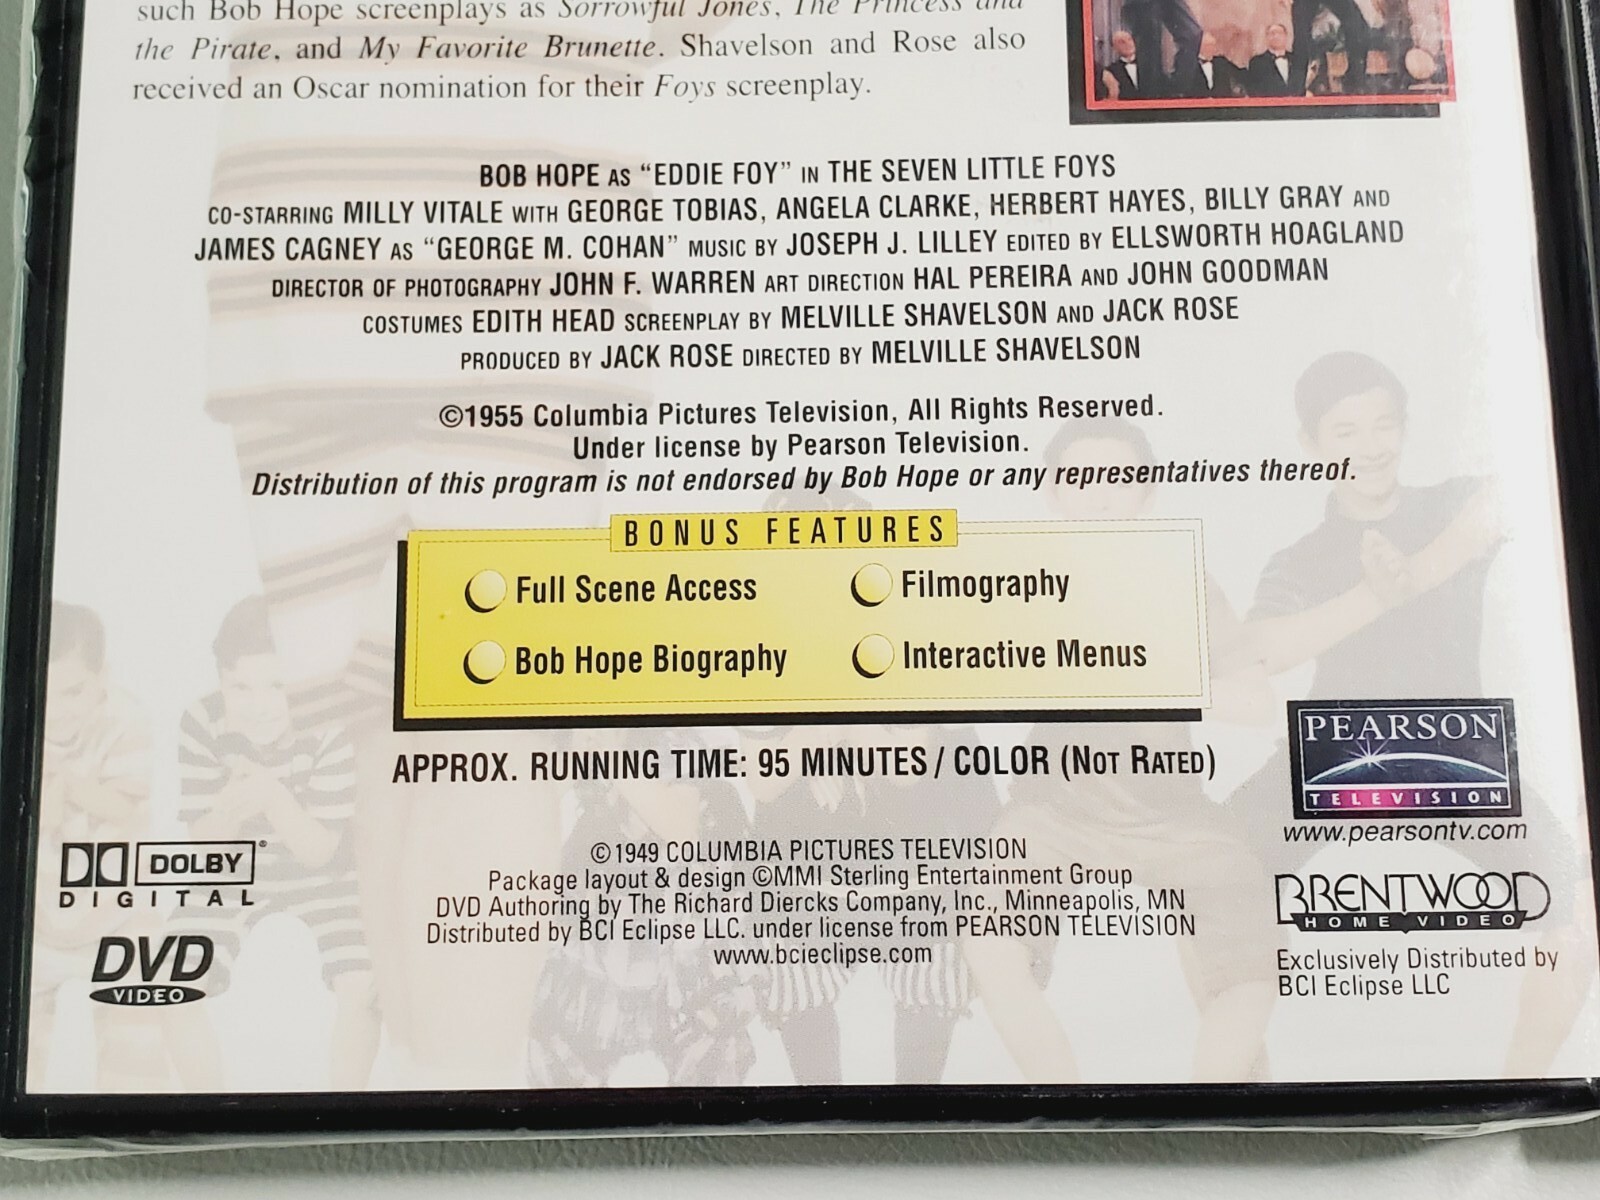 such Bob Hope screenplays as Sorrowful Jones, The Princess and
the Pirate, and My Favorite Brunette. Shavelson and Rose also
received an Oscar nomination for their Foys screenplay.
BOB HOPE AS “EDDIE FOY” IN THE SEVEN LITTLE FOYS
CO-STARRING MILLY VITALE WITH GEORGE TOBIAS, ANGELA CLARKE, HERBERT HAYES, BILLY GRAY AND
JAMES CAGNEY AS “GEORGE M. COHAN” MUSIC BY JOSEPH J. LILLEY EDITED BY ELLSWORTH HOAGLAND
DIRECTOR OF PHOTOGRAPHY JOHN F. WARREN ART DIRECTION HAL PEREIRA AND JOHN GOODMAN
COSTUMES EDITH HEAD SCREENPLAY BY MELVILLE SHAVELSON AND JACK ROSE
PRODUCED BY JACK ROSE DIRECTED BY MELVILLE SHAVELSON
©1955 Columbia Pictures Television, All Rights Reserved.
Under license by Pearson Television.
Distribution of this program is not endorsed by Bob Hope or any representatives thereof.
BONUS FEATURES
Full Scene Access
Filmography
Bob Hope Biography
Interactive Menus
APPROX. RUNNING TIME: 95 MINUTES / COLOR (NOT RATED)
PEARSON
TELEVISION
www.pearsontv.com
DOLBY®
DIGITAL
DVD
VIDEO
©1949 COLUMBIA PICTURES TELEVISION
Package layout & design ©MMI Sterling Entertainment Group
DVD Authoring by The Richard Diercks Company, Inc., Minneapolis, MN
Distributed by BCI Eclipse LLC. under license from PEARSON TELEVISION
www.bcieclipse.com
BRENTWOOD
HOME VIDEO
Exclusively Distributed by
BCI Eclipse LLC